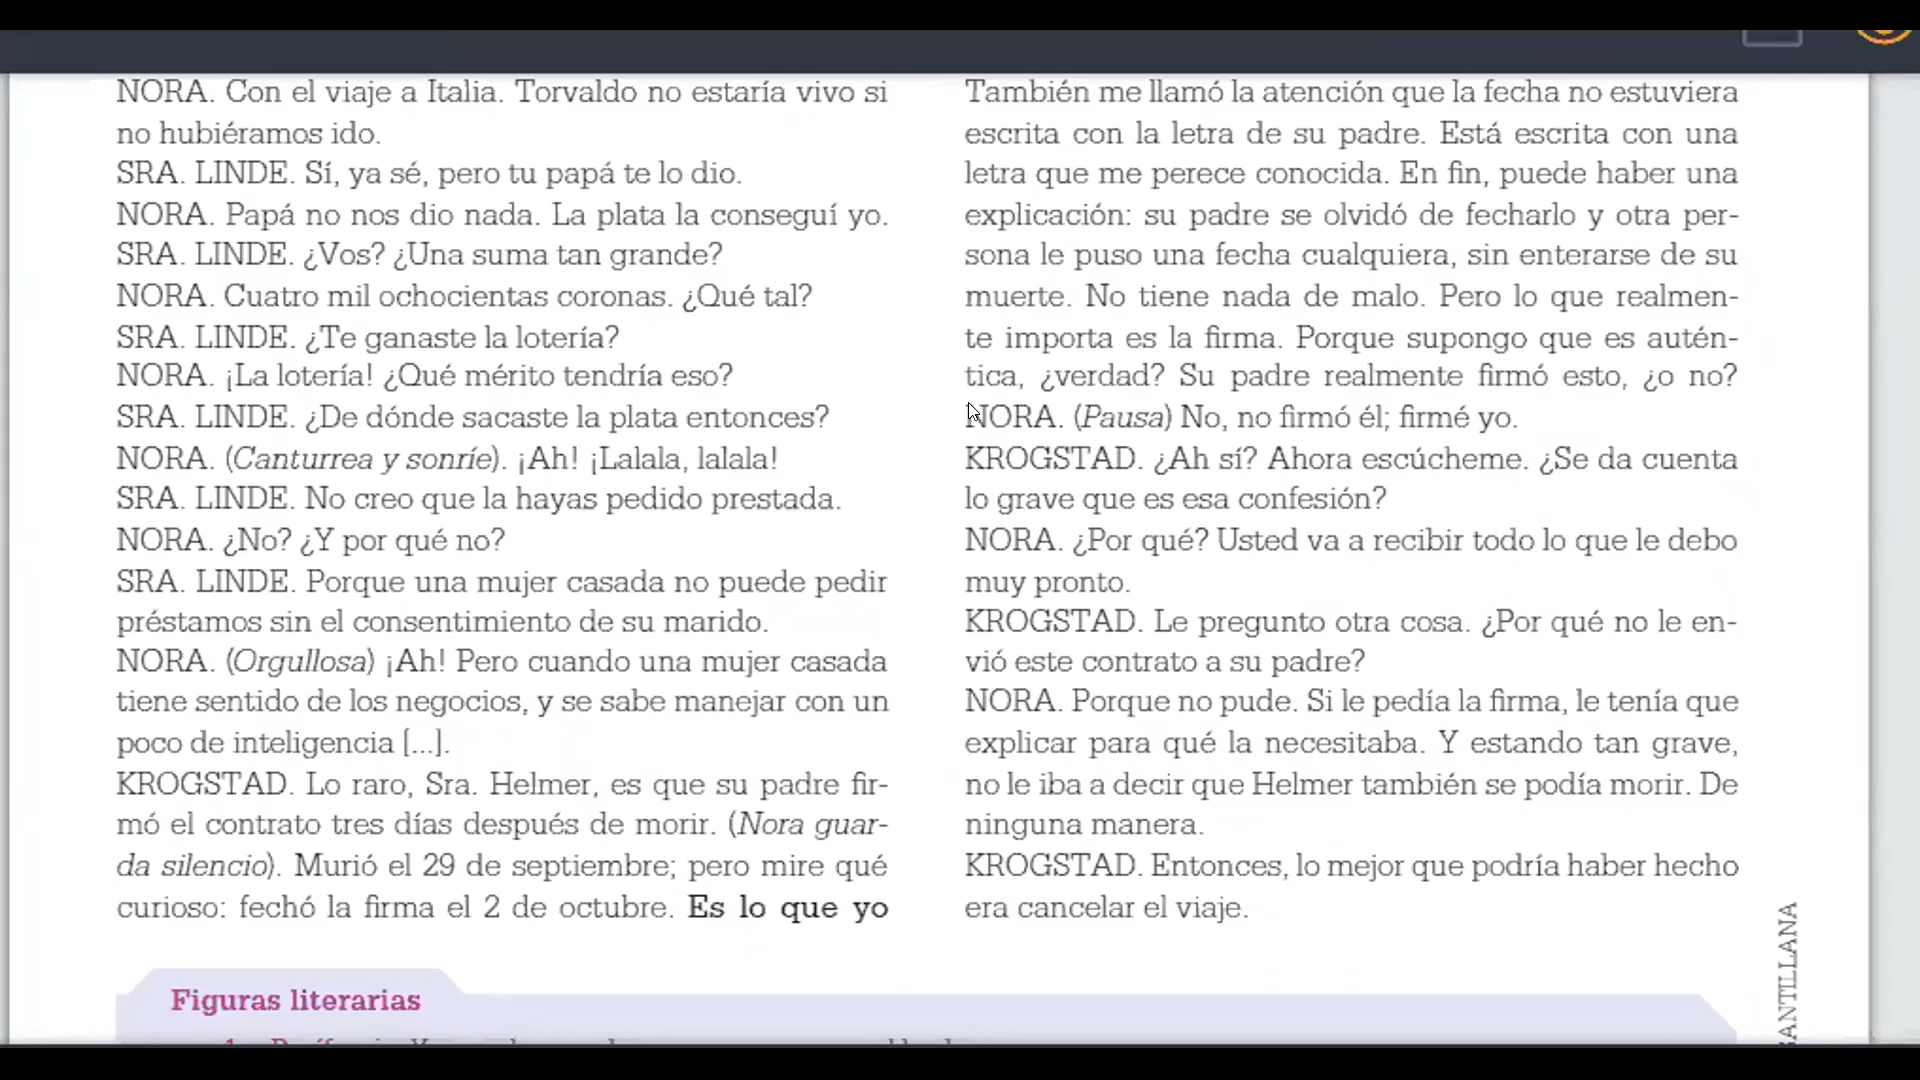 NORA. Con el viaje a Italia. Torvaldo no estaría vivo si
no hubiéramos ido.
SRA. LINDE. Sí, ya sé, pero tu papá te lo dio.
NORA. Papá no nos dio nada. La plata la conseguí yo.
SRA. LINDE. ¿Vos? ¿Una suma tan grande?
NORA. Cuatro mil ochocientas coronas. ¿Qué tal?
SRA. LINDE. ¿Te ganaste la lotería?
NORA. ¡La lotería! ¿Qué mérito tendría eso?
SRA. LINDE. ¿De dónde sacaste la plata entonces?
NORA. (Canturrea y sonríe). ¡Ah! ¡Lalala, lalala!
SRA. LINDE. No creo que la hayas pedido prestada.
NORA. ¿No? ¿Y por qué no?
SRA. LINDE. Porque una mujer casada no puede pedir
préstamos sin el consentimiento de su marido.
NORA. (Orgullosa) ¡Ah! Pero cuando una mujer casada
tiene sentido de los negocios, y se sabe manejar con un
poco de inteligencia [...].
KROGSTAD. Lo raro, Sra. Helmer, es que su padre fir-
mó el contrato tres días después de morir. (Nora guar-
da silencio). Murió el 29 de septiembre; pero mire qué
curioso: fechó la firma el 2 de octubre. Es lo que yo
También me llamó la atención que la fecha no estuviera
escrita con la letra de su padre. Está escrita con una
letra que me perece conocida. En fin, puede haber una
explicación: su padre se olvidó de fecharlo y otra per-
sona le puso una fecha cualquiera, sin enterarse de su
muerte. No tiene nada de malo. Pero lo que realmen-
te importa es la firma. Porque supongo que es autén-
tica, ¿verdad? Su padre realmente firmó esto, ¿o no?
NORA. (Pausa) No, no firmó él; firmé yo.
KROGSTAD. ¿Ah sí? Ahora escúcheme. ¿Se da cuenta
lo grave que es esa confesión?
NORA. ¿Por qué? Usted va a recibir todo lo que le debo
muy pronto.
KROGSTAD. Le pregunto otra cosa. ¿Por qué no le en-
vió este contrato a su padre?
NORA. Porque no pude. Si le pedía la firma, le tenía que
explicar para qué la necesitaba. Y estando tan grave,
no le iba a decir que Helmer también se podía morir. De
ninguna manera.
KROGSTAD. Entonces, lo mejor que podría haber hecho
era cancelar el viaje.
SANTILLANA
Figuras literarias